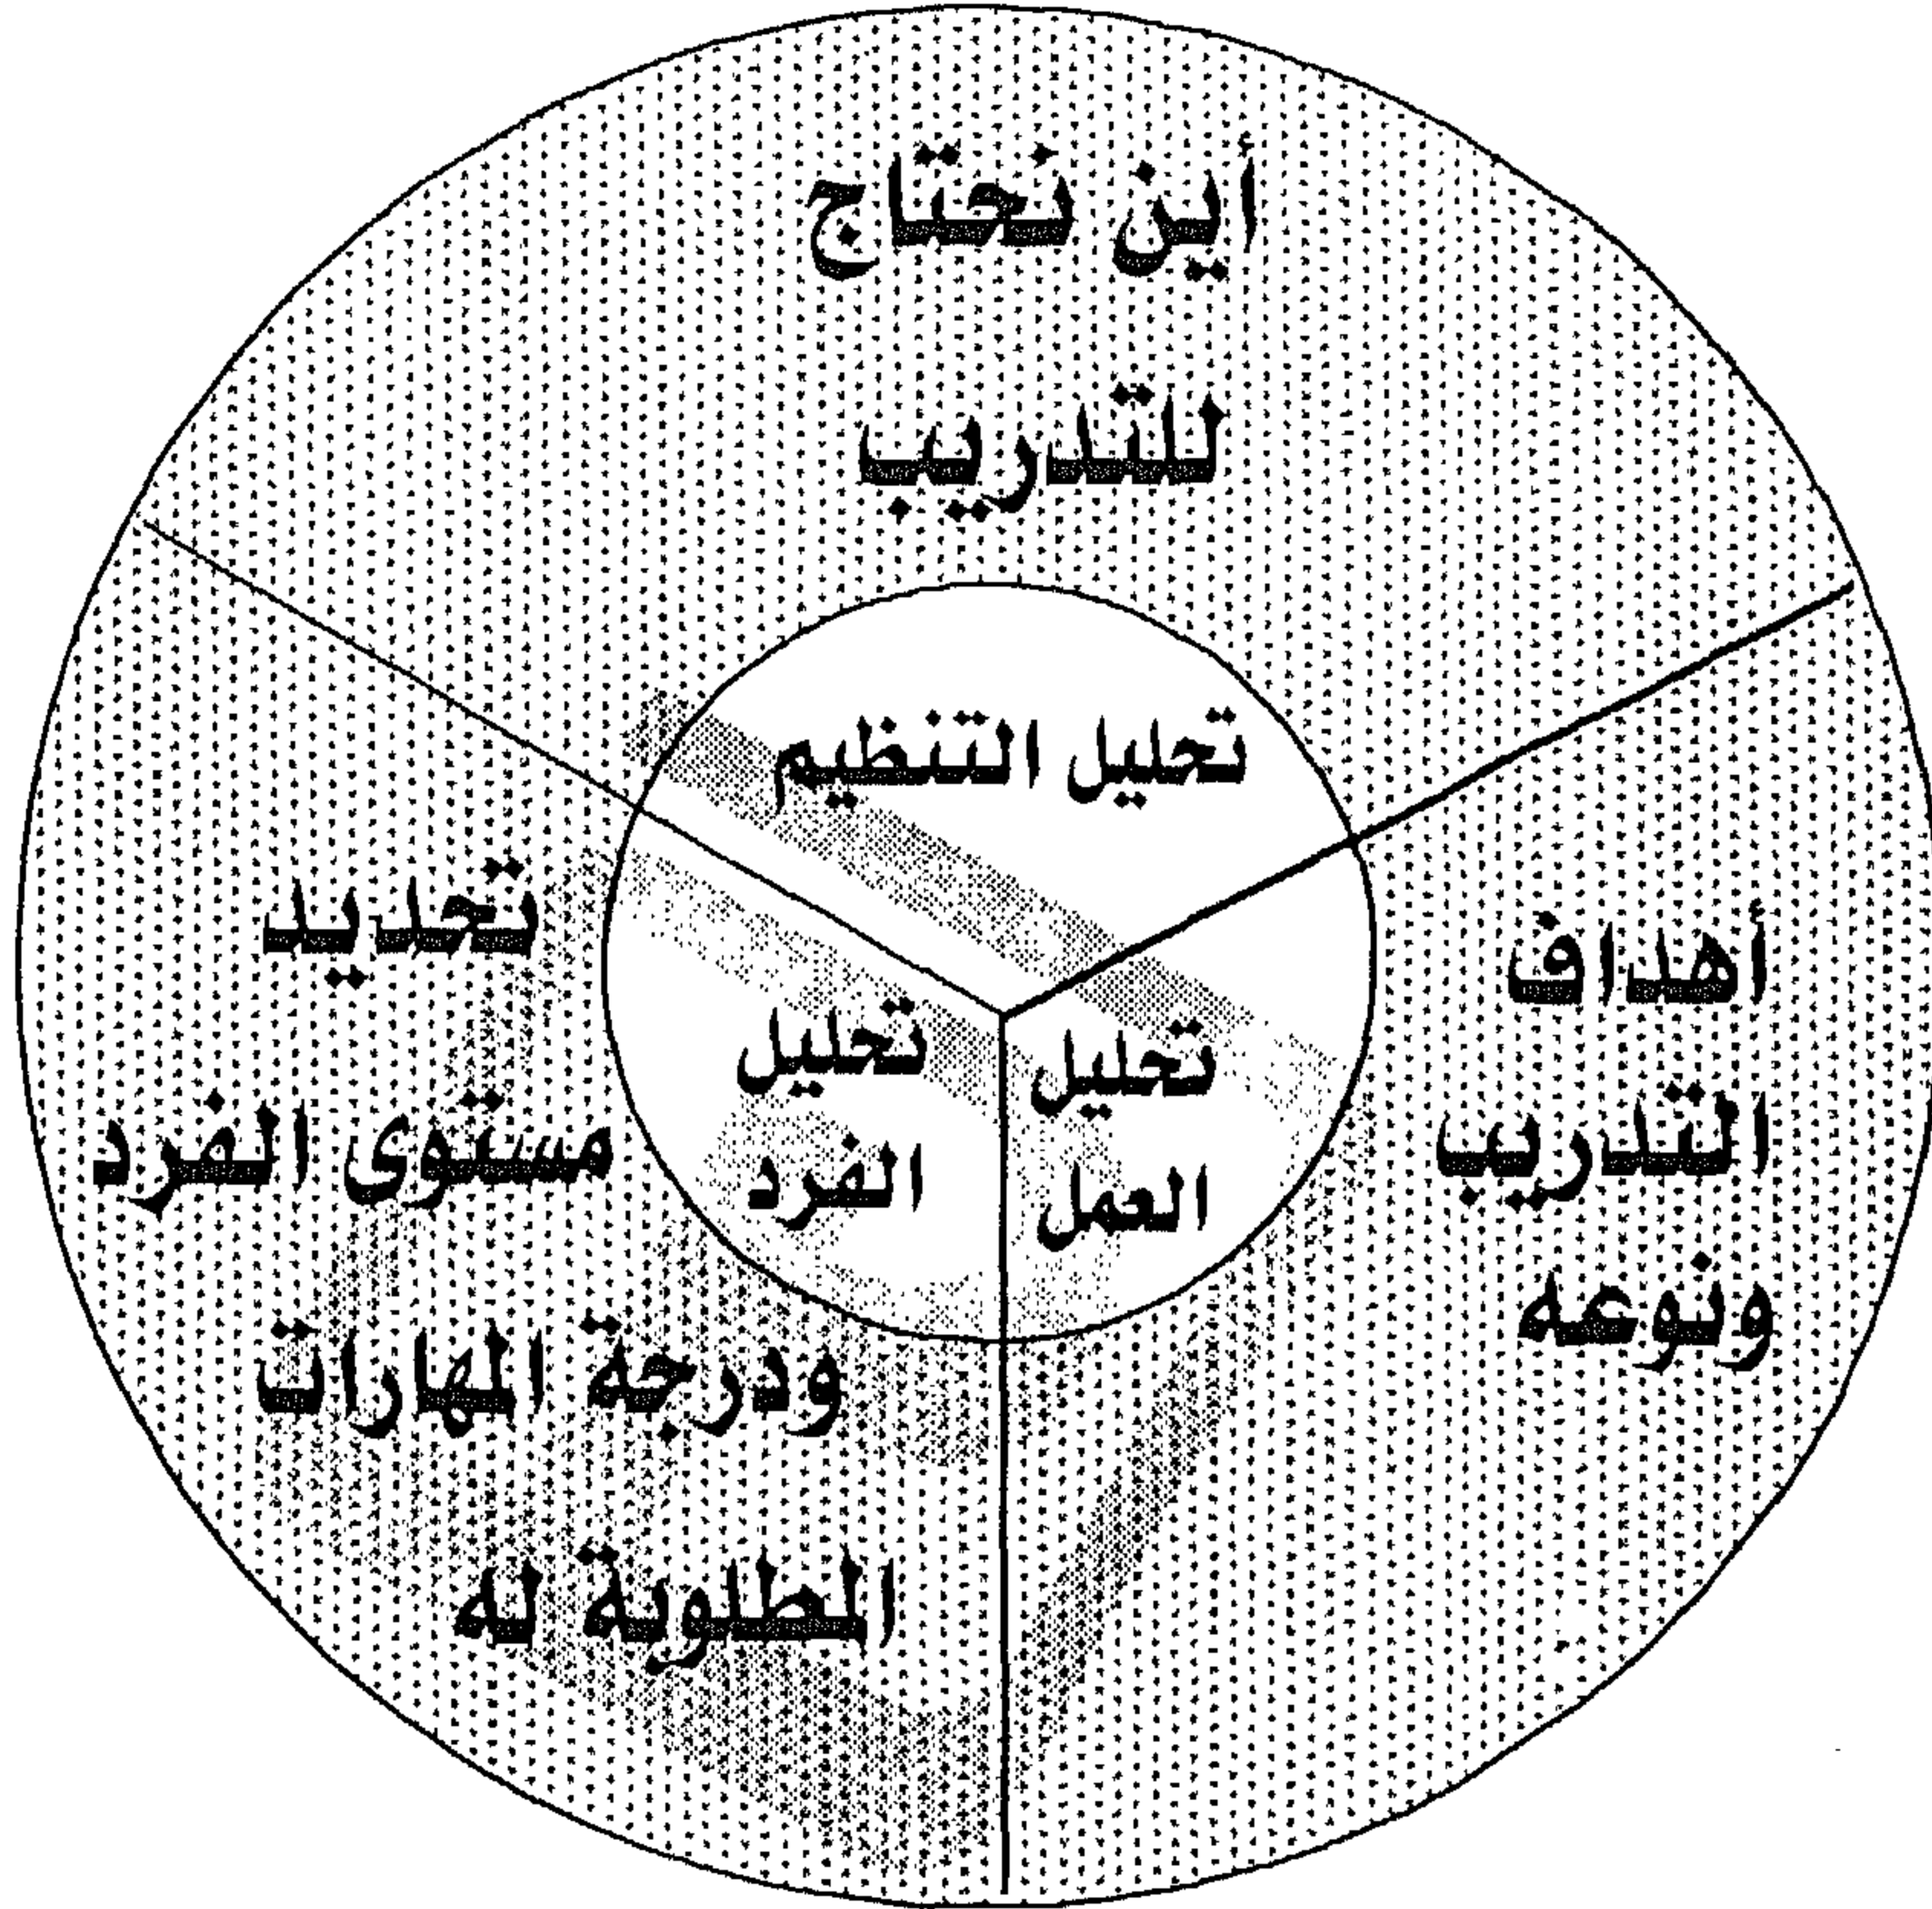 أين نحتاج
للتدريب
تحليل التنظيم
أهداف
التدريب
ونوعه
تحليل
العمل
تحليل
الفرد
تحديد
مستوى الفرد
ودرجة المهارات
المطلوبة له